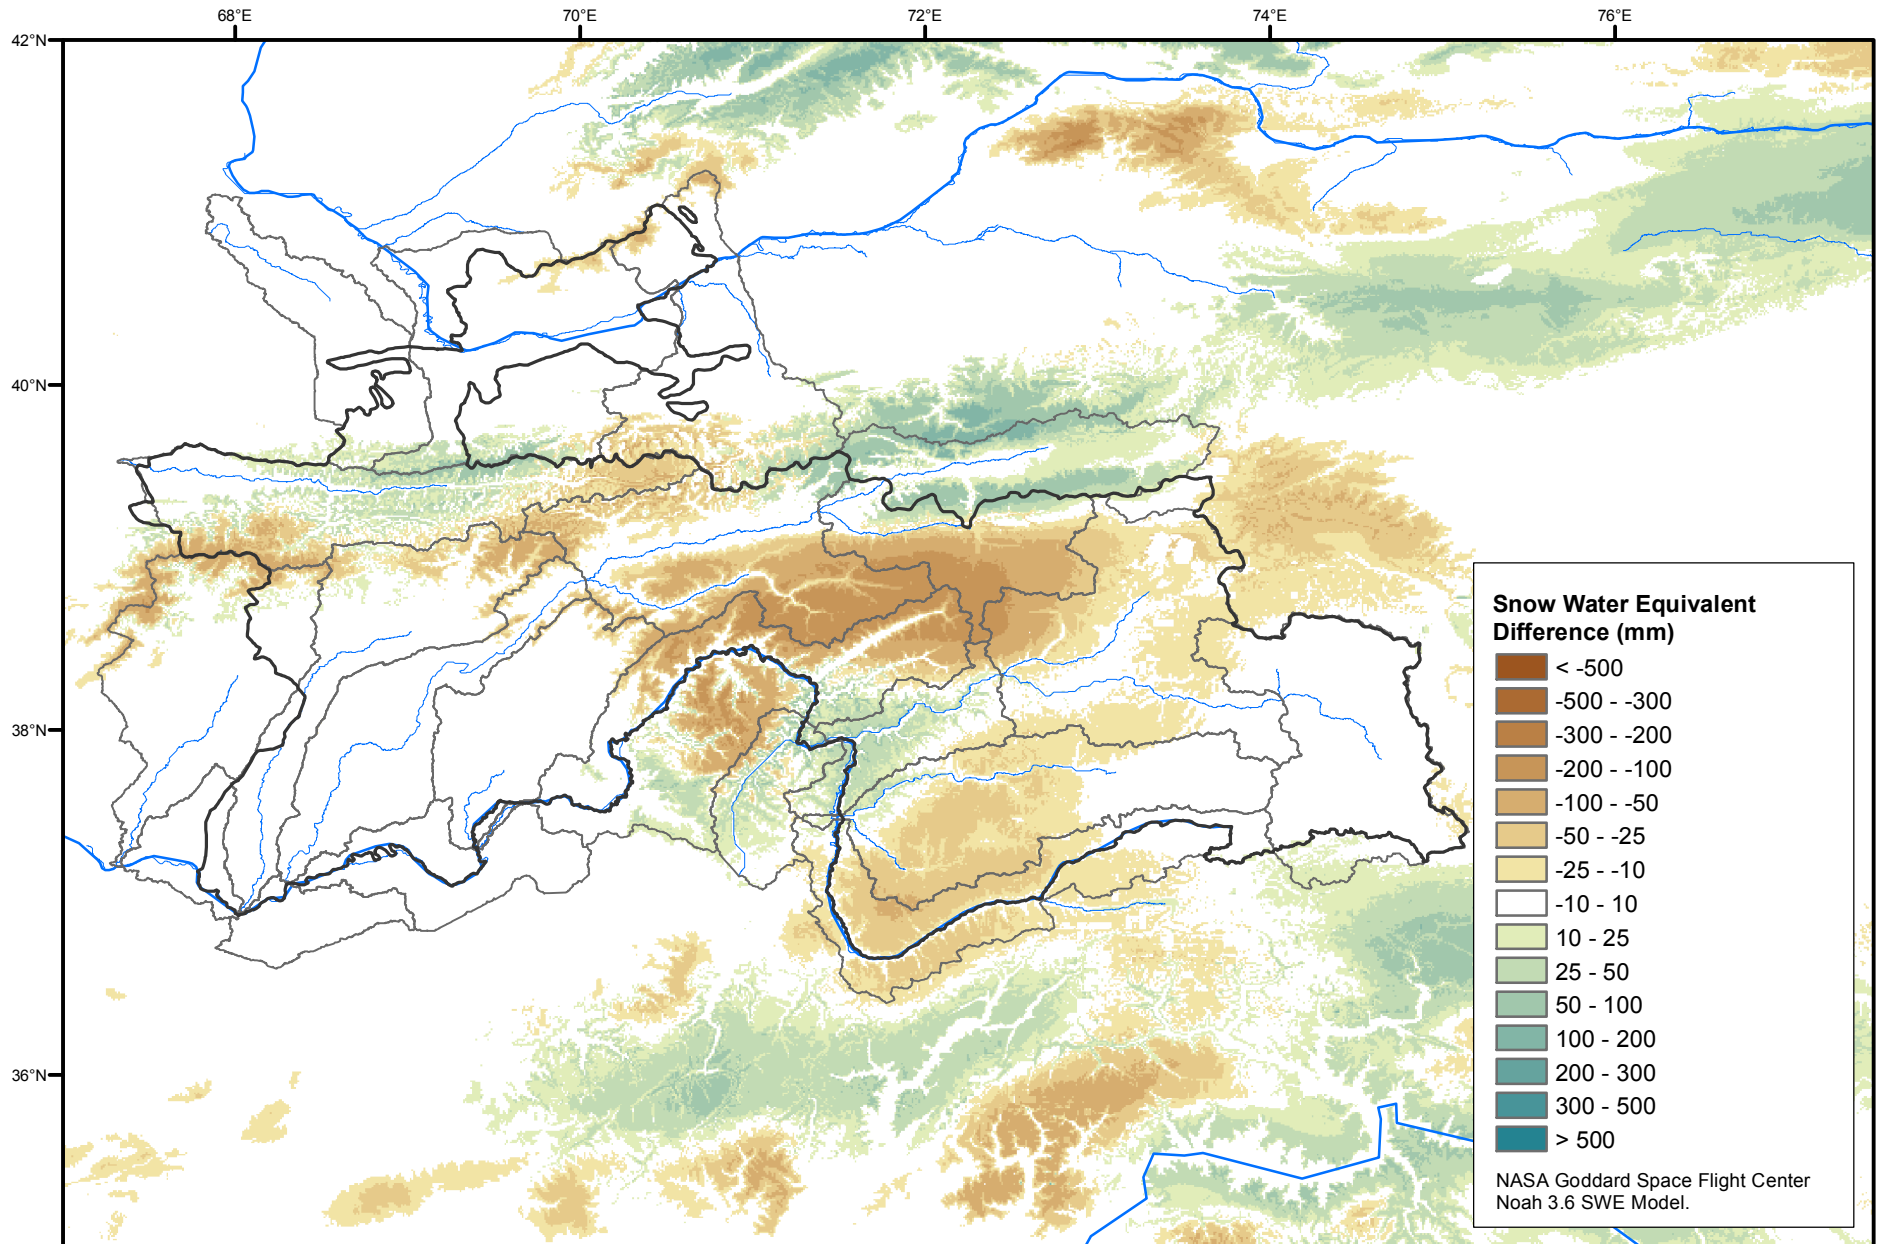 68°E
70°E
72°E
74°E
76°E
42°N
40°N
38°N
36°N
Snow Water Equivalent
Difference (mm)
< -500
-500 - -300
-300 - -200
-200 - -100
-100 - -50
-50 - -25
-25 - -10
-10 - 10
10 - 25
25 - 50
50 - 100
100 - 200
200 - 300
300 - 500
> 500
NASA Goddard Space Flight Center
Noah 3.6 SWE Model.